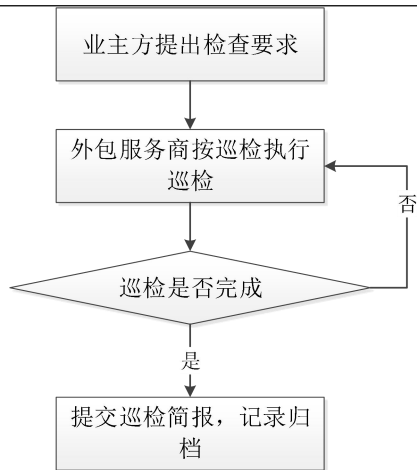 业主方提出检查要求
外包服务商按巡检执行
巡检
否
巡检是否完成
是
提交巡检简报，记录归
档